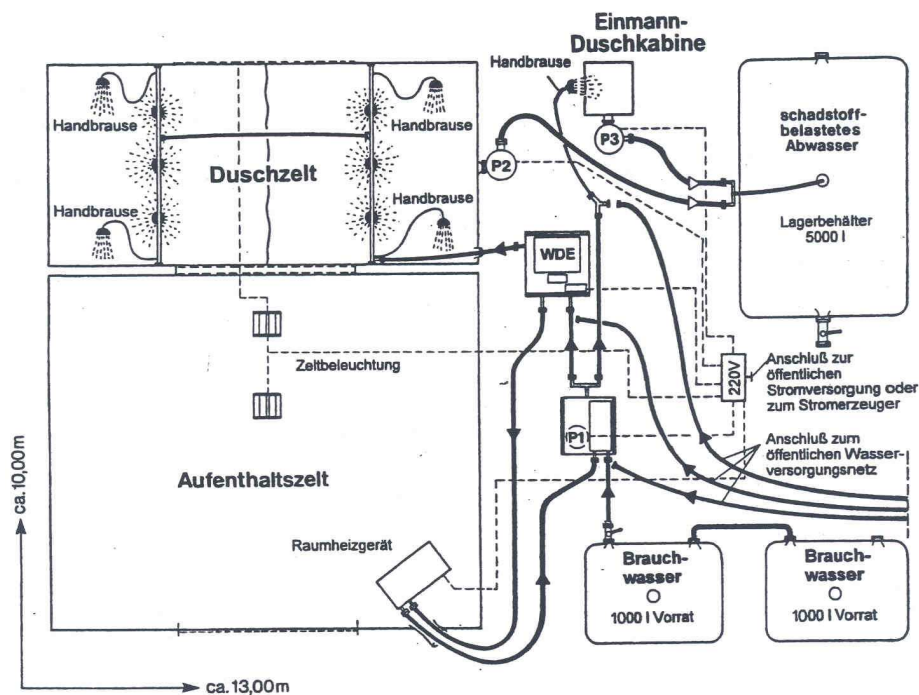 Einmann-
Duschkabine
Handbrause
Handbrause
Handbrause
Handbrause
Handbrause
Duschzelt
P2
P3
schadstoff-
belastetes
Abwasser
Lagerbehälter
5000 l
WDE
Zeltbeleuchtung
220V
Anschluß zur
öffentlichen
Stromversorgung oder
zum Stromerzeuger
P1
Anschluß zum
öffentlichen Wasser-
versorgungsnetz
Aufenthaltszelt
Raumheizgerät
Brauch-
wasser
1000 l Vorrat
Brauch-
wasser
1000 l Vorrat
ca. 10,00m
ca. 13,00m